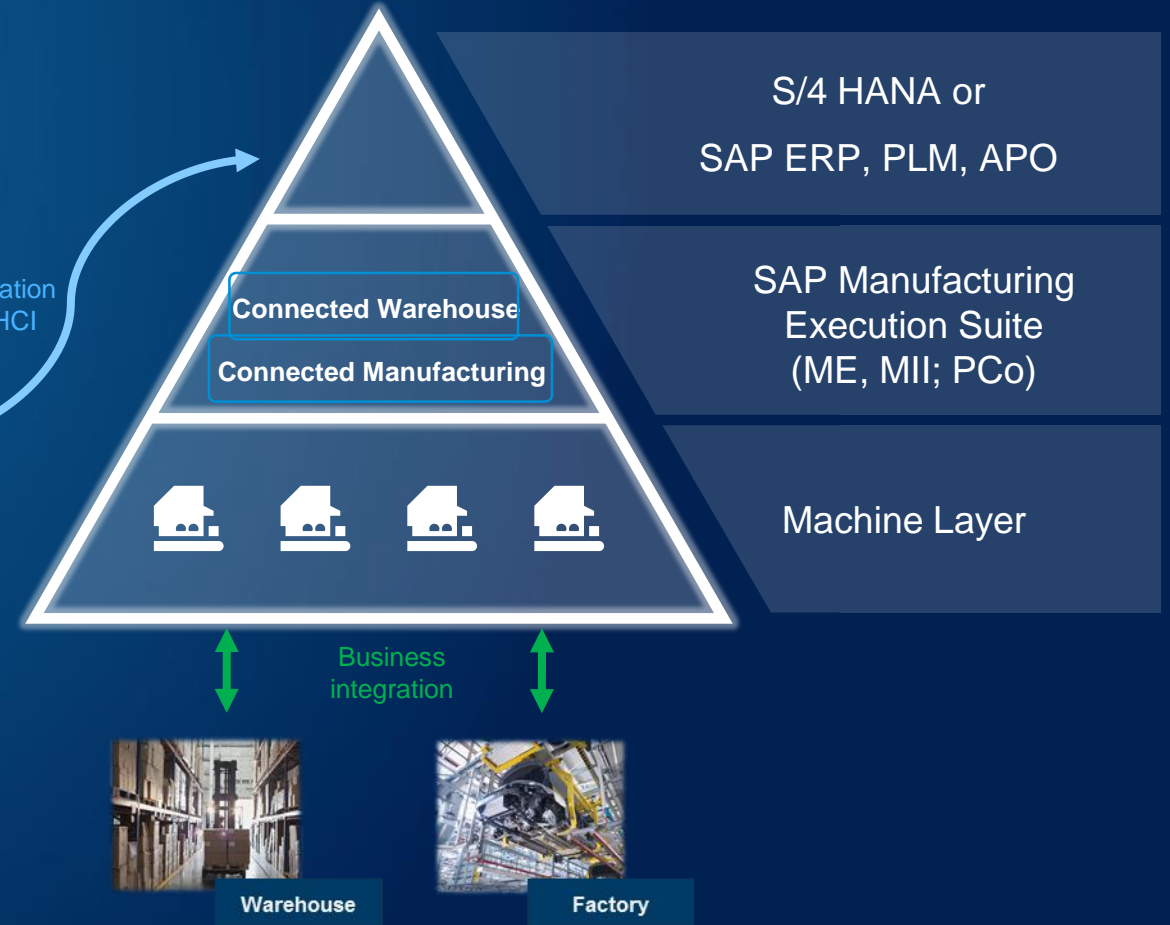 S/4 HANA or
SAP ERP, PLM, APO
SAP Manufacturing
Execution Suite
(ME, MII; PCo)
Connected Warehouse
Connected Manufacturing
Machine Layer
Business
integration
Warehouse
Factory